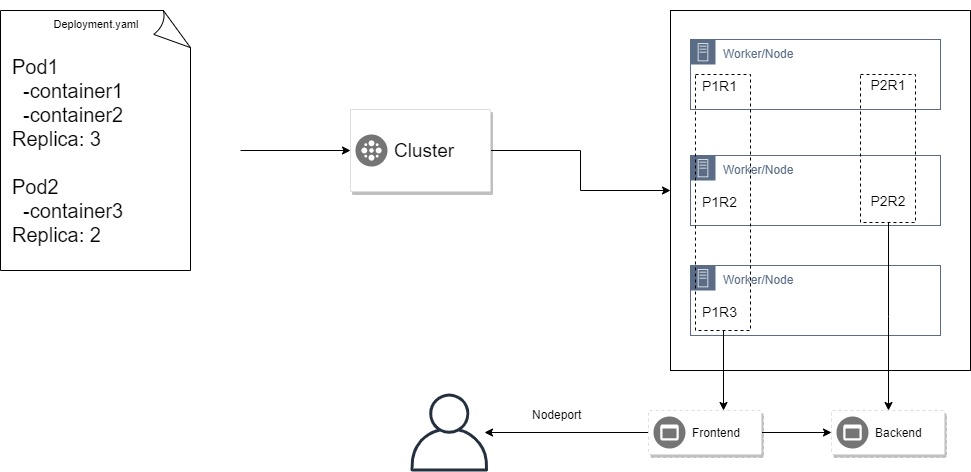 Deployment.yaml
Pod1
-container1
-container2
Replica: 3
Pod2
-container3
Replica: 2
Cluster
Worker/Node
P1R1
P2R1
Worker/Node
P1R2
P2R2
Worker/Node
P1R3
Nodeport
Frontend
Backend